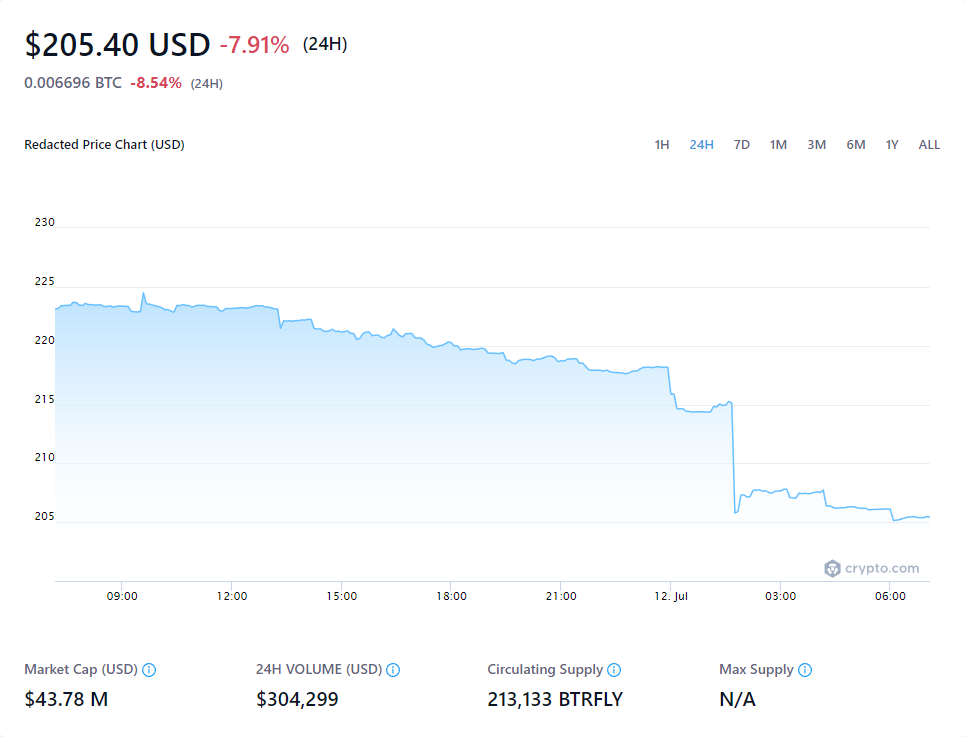 $205.40 USD -7.91% (24H)
0.006696 BTC -8.54% (24H)
Redacted Price Chart (USD) 1H 24H 7D 1M 3M 6M 1Y ALL
230
225
220
215
210
205
crypto.com
09:00 12:00 15:00 18:00 21:00 12. Jul 03:00 06:00
Market Cap (USD) 24H VOLUME (USD) Circulating Supply Max Supply
$43.78 M $304,299 213,133 BTRFLY N/A